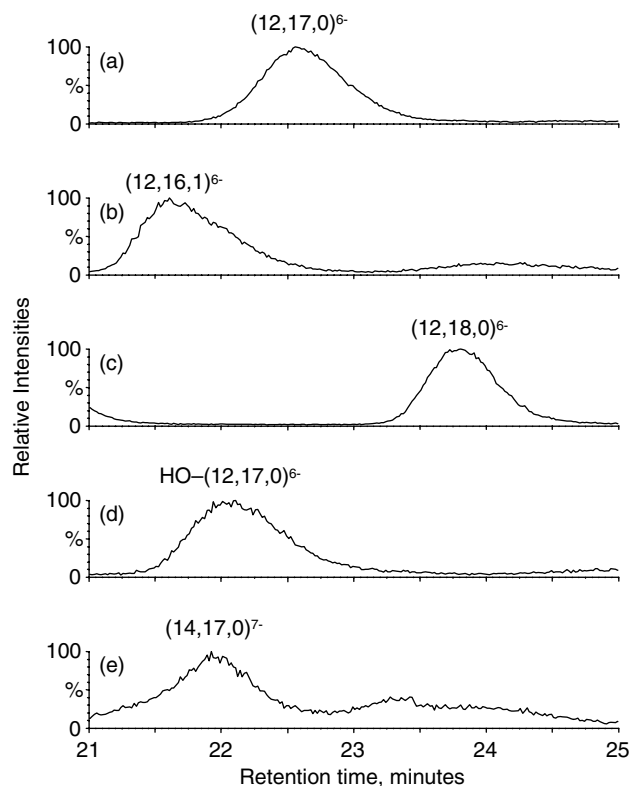 (12,17,0)6-
100
(a)
%
0
(12,16,1)6-
100
(b)
%
0
(12,18,0)6-
100
(c)
%
0
HO–(12,17,0)6-
100
(d)
%
0
(14,17,0)7-
100
(e)
%
0
21 22 23 24 25
Retention time, minutes
Relative Intensities